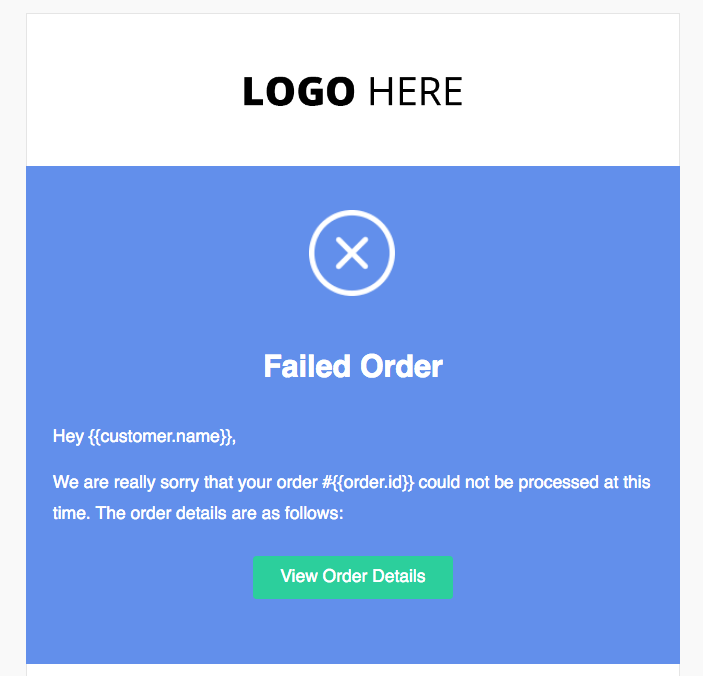 LOGO HERE
Failed Order
Hey {{customer.name}},
We are really sorry that your order #{{order.id}} could not be processed at this
time. The order details are as follows:
View Order Details